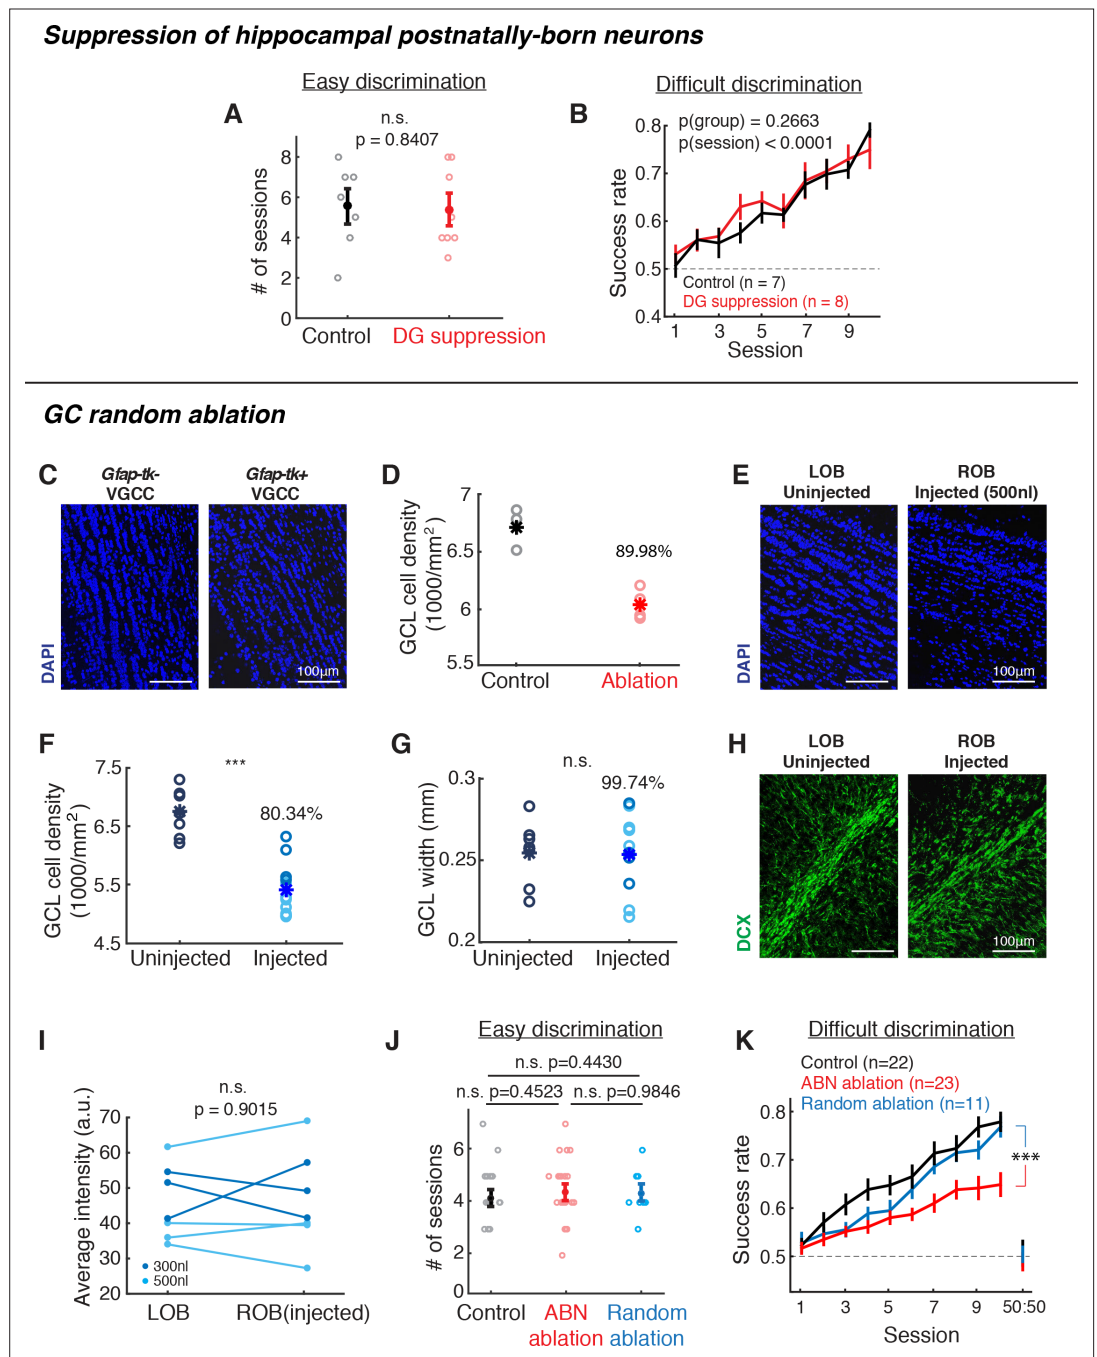 Suppression of hippocampal postnatally-born neurons
Easy discrimination
A
n.s.
p = 0.8407
# of sessions
8
6
4
2
0
Control
DG suppression
Difficult discrimination
B
p(group) = 0.2663
p(session) < 0.0001
Success rate
0.8
0.7
0.6
0.5
0.4
Control (n = 7)
DG suppression (n = 8)
1 3 5 7 9
Session
GC random ablation
C
Gfap-tk-
VGCC
Gfap-tk+
VGCC
DAPI
100µm
D
GCL cell density
(1000/mm2)
7
6.5
6
5.5
89.98%
Control
Ablation
E
LOB
Uninjected
ROB
Injected (500nl)
DAPI
100µm
F
***
GCL cell density
(1000/mm2)
7.5
6.5
5.5
4.5
80.34%
Uninjected
Injected
G
n.s.
99.74%
GCL width (mm)
0.3
0.25
0.2
Uninjected
Injected
H
LOB
Uninjected
ROB
Injected
DCX
100µm
I
n.s.
p = 0.9015
Average intensity (a.u.)
70
60
50
40
30
20
300nl
500nl
LOB
ROB(injected)
J
Easy discrimination
n.s. p=0.4430
n.s. p=0.4523
n.s. p=0.9846
# of sessions
6
4
2
0
Control
ABN
ablation
Random
ablation
K
Difficult discrimination
Control (n=22)
ABN ablation (n=23)
Random ablation (n=11)
Success rate
0.8
0.7
0.6
0.5
***
1 3 5 7 9 50:50
Session